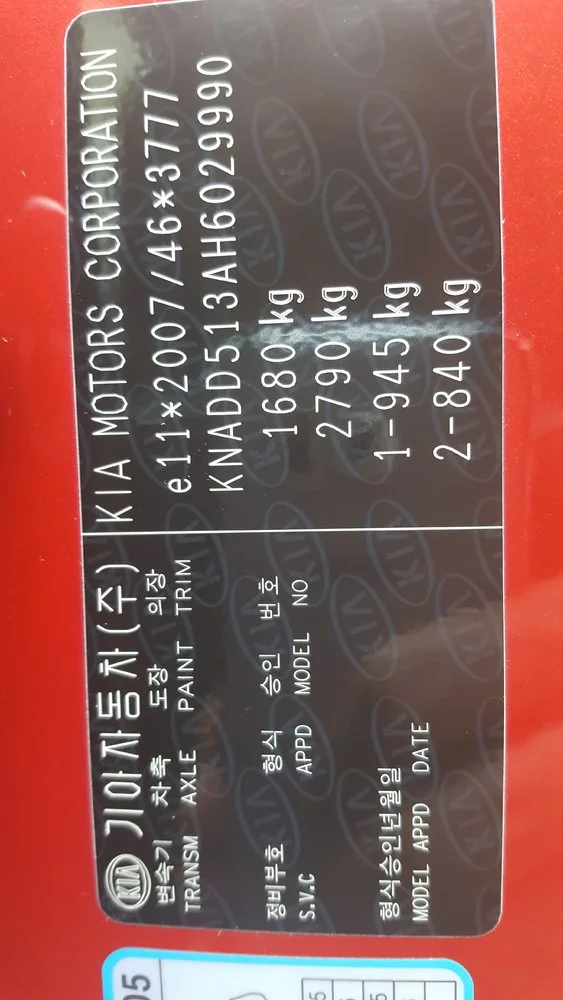 KIA 기아자동차(주)
변속기 차축 도장 의장
TRANSM AXLE PAINT TRIM
정비부호 형식 승인 번호
S.V.C APPD MODEL NO
형식승인년월일
MODEL APPD DATE
KIA MOTORS CORPORATION
e11*2007/46*3777
KNADD513AH6029990
1680 kg
2790 kg
1-945 kg
2-840 kg